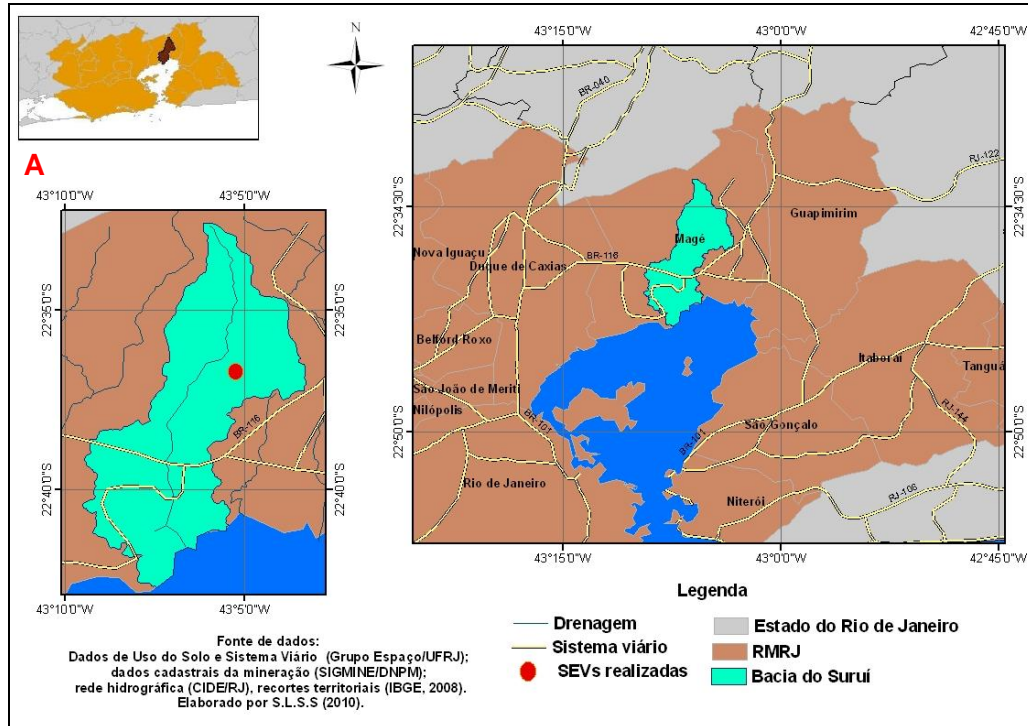 N
A
43°10'0"W
43°5'0"W
22°35'0"S
22°35'0"S
22°40'0"S
22°40'0"S
BR-116
43°10'0"W
43°5'0"W
43°15'0"W
43°0'0"W
42°45'0"W
22°34'30"S
22°34'30"S
22°50'0"S
22°50'0"S
BR-040
RJ-122
Guapimirim
Magé
Nova Iguaçu
BR-116
Duque de Caxias
Belford Roxo
Itaboraí
Tanguá
São João de Meriti
Nilópolis
BR-101
RJ-144
São Gonçalo
BR-101
Rio de Janeiro
Niterói
RJ-106
43°15'0"W
43°0'0"W
42°45'0"W
Legenda
Drenagem
Sistema viário
SEVs realizadas
Estado do Rio de Janeiro
RMRJ
Bacia do Suruí
Fonte de dados:
Dados de Uso do Solo e Sistema Viário (Grupo Espaço/UFRJ);
dados cadastrais da mineração (SIGMINE/DNPM);
rede hidrográfica (CIDE/RJ), recortes territoriais (IBGE, 2008).
Elaborado por S.L.S.S (2010).